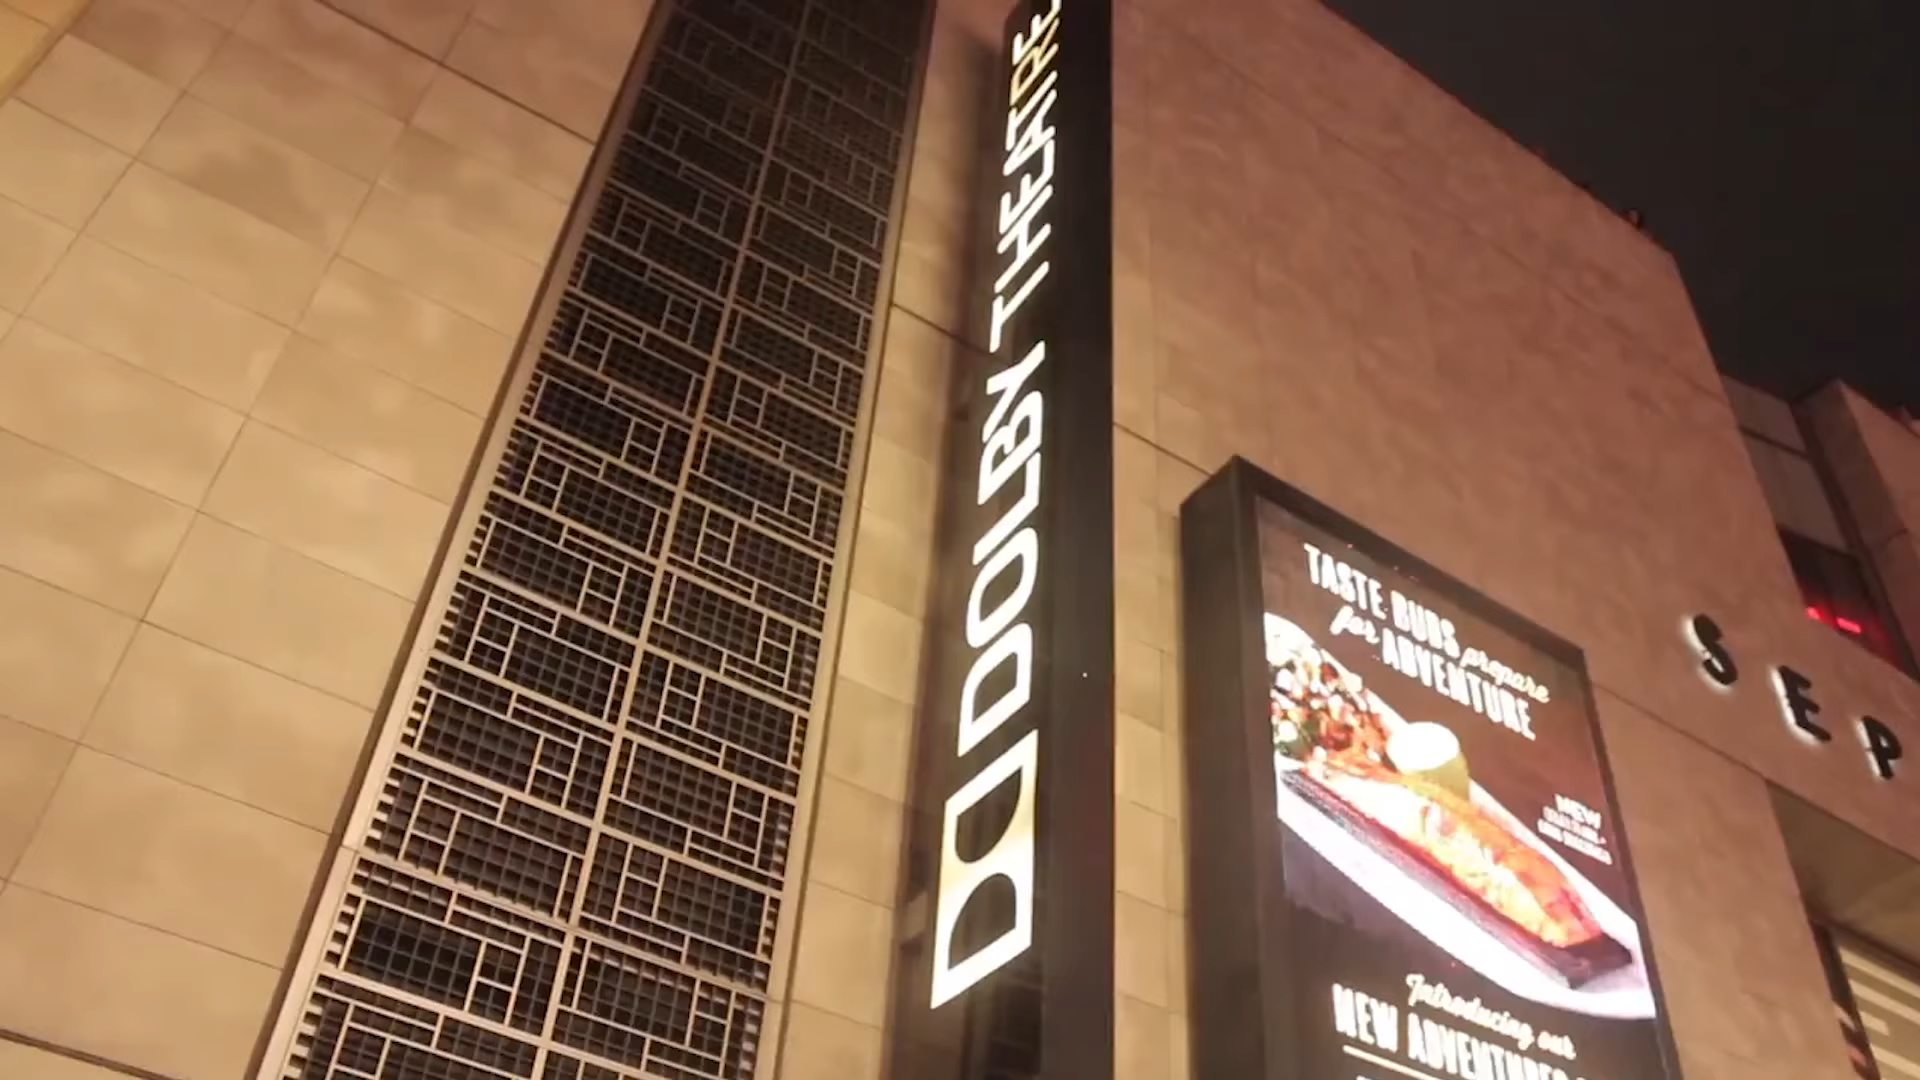 DOLBY THEATRE
TASTE BUDS prepare
for ADVENTURE
NEW
Introducing our
NEW ADVENTURES
SEP